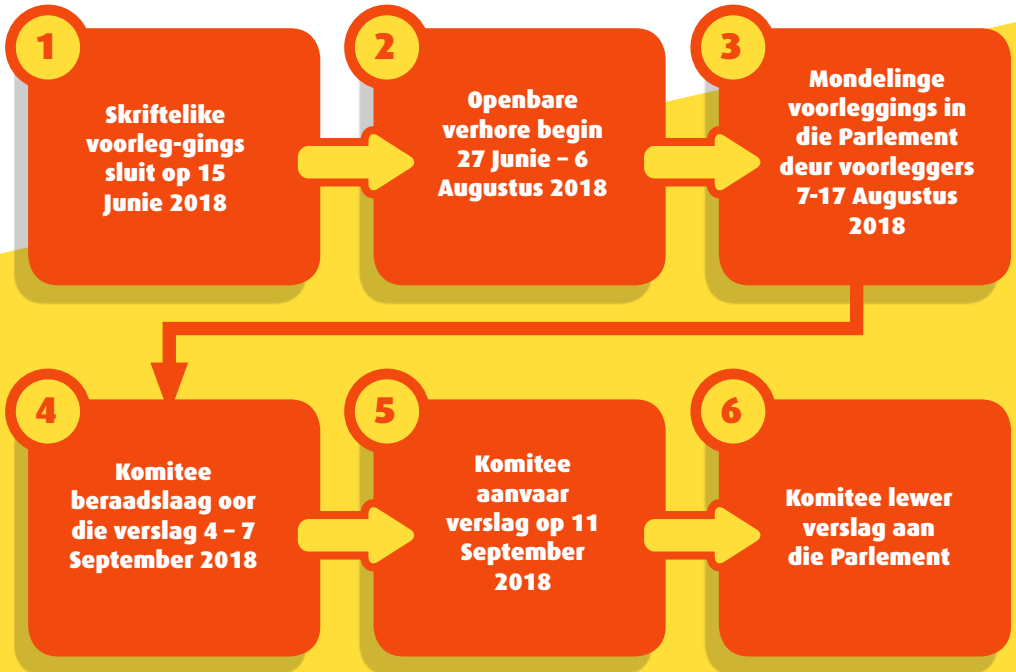 1
Skriftelike
voorleg-gings
sluit op 15
Junie 2018
2
Openbare
verhore begin
27 Junie – 6
Augustus 2018
3
Mondelinge
voorleggings in
die Parlement
deur voorleggers
7-17 Augustus
2018
4
Komitee
beraadslaag oor
die verslag 4 – 7
September 2018
5
Komitee
aanvaar
verslag op 11
September
2018
6
Komitee lewer
verslag aan
die Parlement